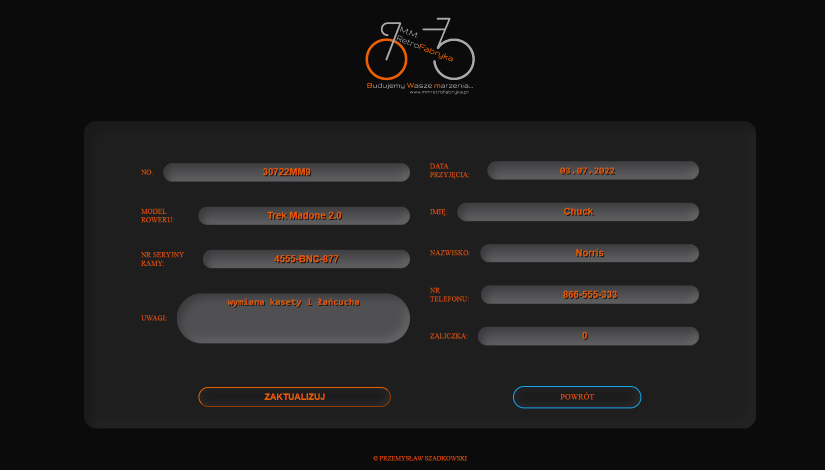 M.M.
RetroFabryka
Budujemy Wasze marzenia...
www.mmretrofabryka.pl
NO:
30722MM9
MODEL
ROWERU:
Trek Madone 2.0
NR SERYJNY
RAMY:
4555-BNC-877
UWAGI:
wymiana kasety i łańcucha
DATA
PRZYJĘCIA:
03.07.2022
IMIĘ:
Chuck
NAZWISKO:
Norris
NR
TELEFONU:
866-555-333
ZALICZKA:
0
ZAKTUALIZUJ
POWRÓT
© PRZEMYSŁAW SZADKOWSKI